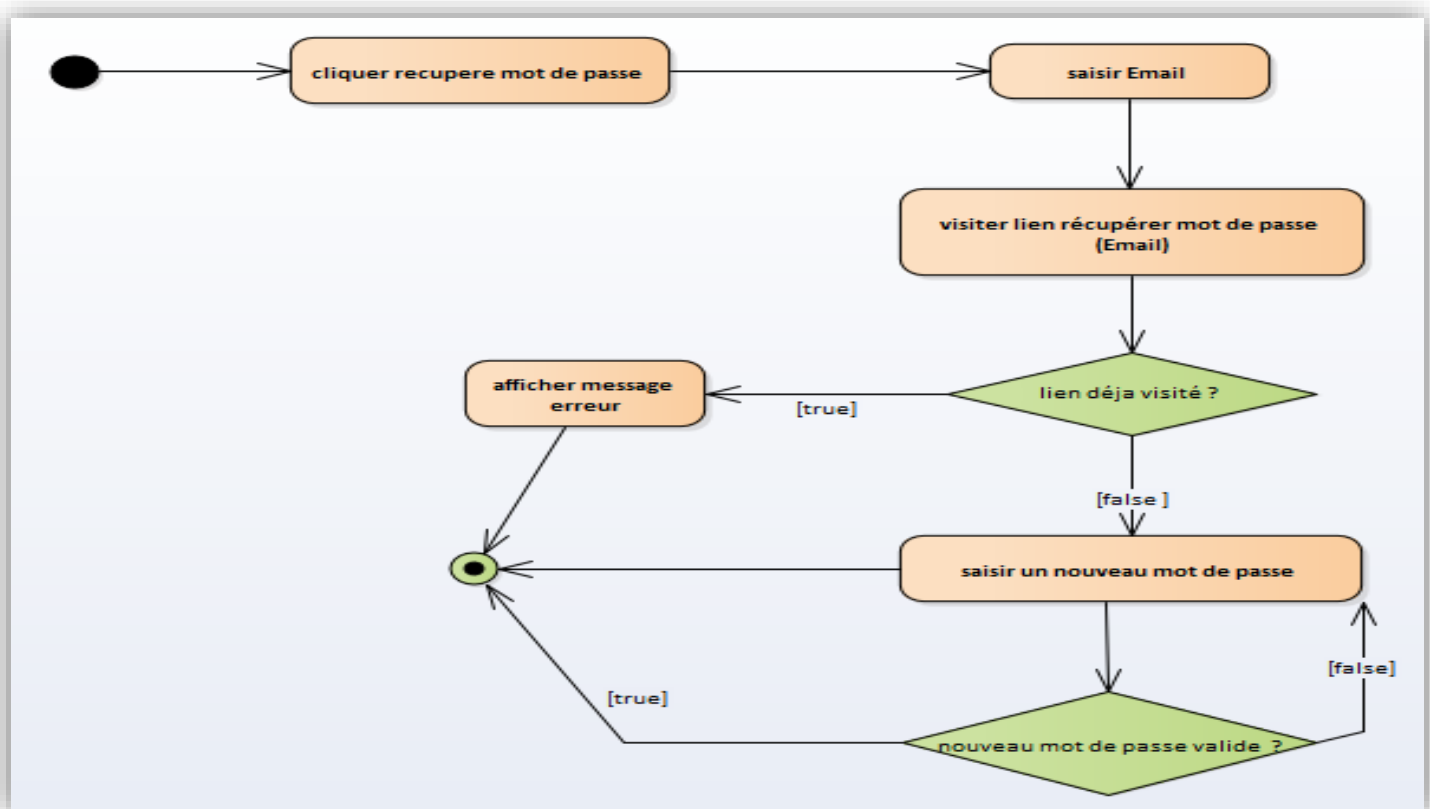 cliquer recupere mot de passe
saisir Email
visiter lien récupérer mot de passe
(Email)
lien déja visité ?
[true]
afficher message
erreur
[false ]
saisir un nouveau mot de passe
[false]
[true]
nouveau mot de passe valide ?